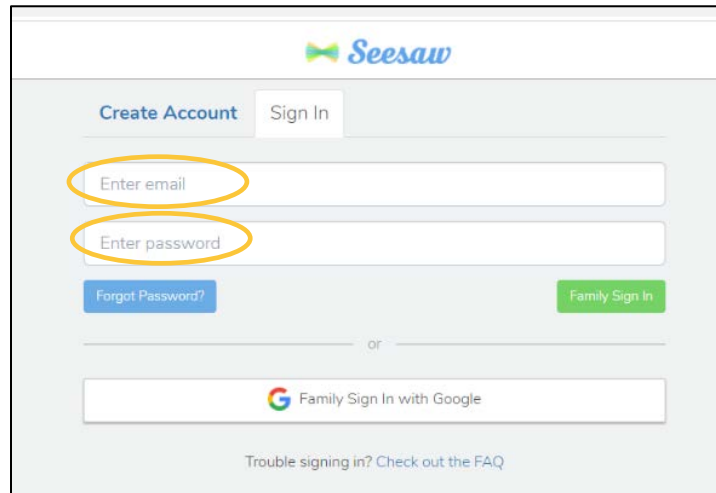 Seesaw
Create Account Sign In
Enter email
Enter password
Forgot Password? Family Sign In
or
Family Sign In with Google
Trouble signing in? Check out the FAQ